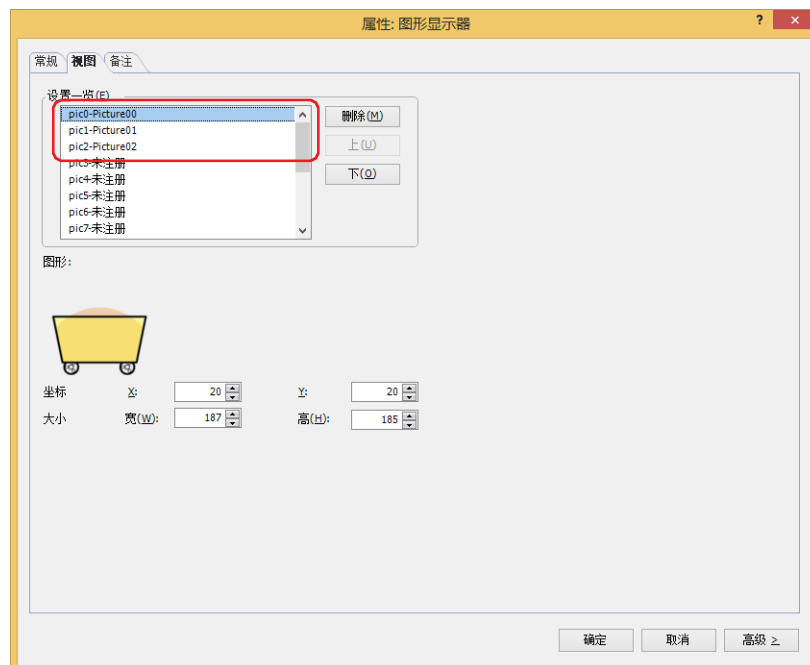 属性: 图形显示器
? ×
常规 视图 备注
设置一览(E)
pic0-Picture00
pic1-Picture01
pic2-Picture02
pic3-未注册
pic4-未注册
pic5-未注册
pic6-未注册
pic7-未注册
删除(M)
上(U)
下(O)
图形:
坐标 X: 20 Y: 20
大小 宽(W): 187 高(H): 185
确定 取消 高级 >